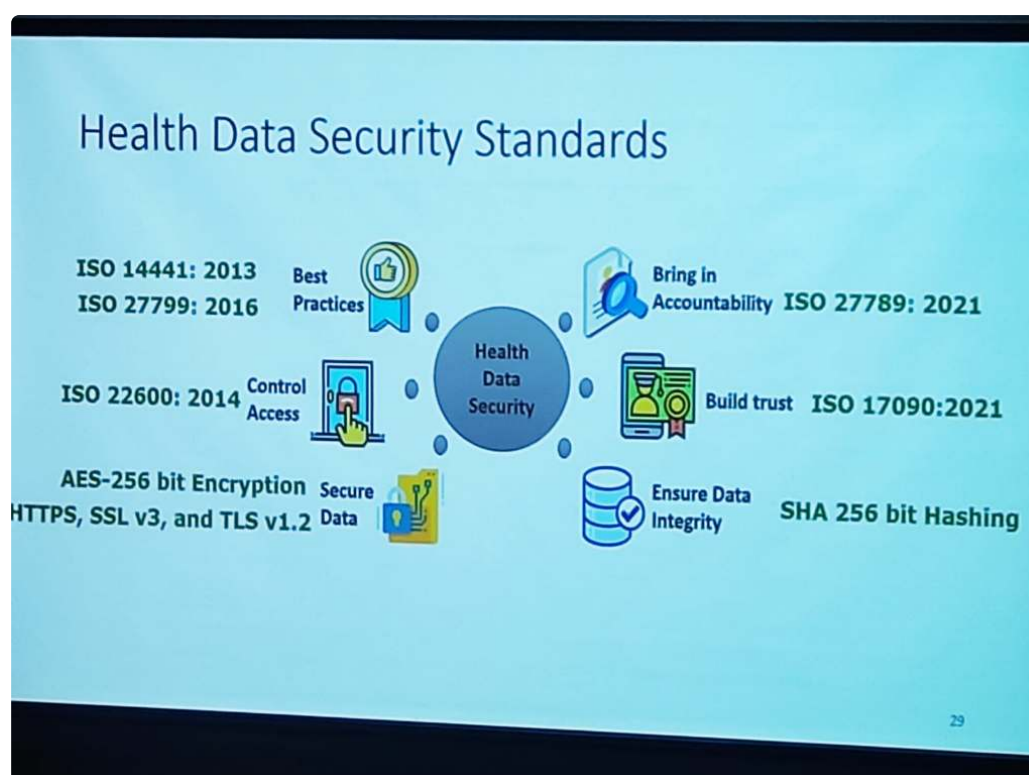 Health Data Security Standards
ISO 14441: 2013
ISO 27799: 2016
Best
Practices
Bring in
Accountability
ISO 27789: 2021
Health
Data
Security
ISO 22600: 2014
Control
Access
Build trust
ISO 17090:2021
AES-256 bit Encryption
HTTPS, SSL v3, and TLS v1.2
Secure
Data
Ensure Data
Integrity
SHA 256 bit Hashing
29